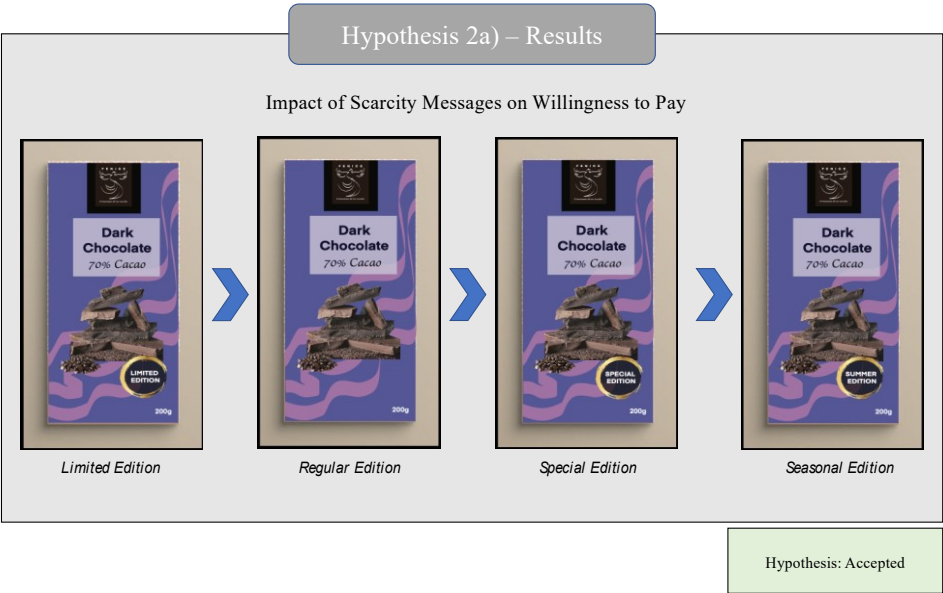 Hypothesis 2a) – Results
Impact of Scarcity Messages on Willingness to Pay
Dark
Chocolate
70% Cacao
LIMITED
EDITION
200g
Limited Edition
Dark
Chocolate
70% Cacao
200g
Regular Edition
Dark
Chocolate
70% Cacao
SPECIAL
EDITION
200g
Special Edition
Dark
Chocolate
70% Cacao
SUMMER
EDITION
200g
Seasonal Edition
Hypothesis: Accepted